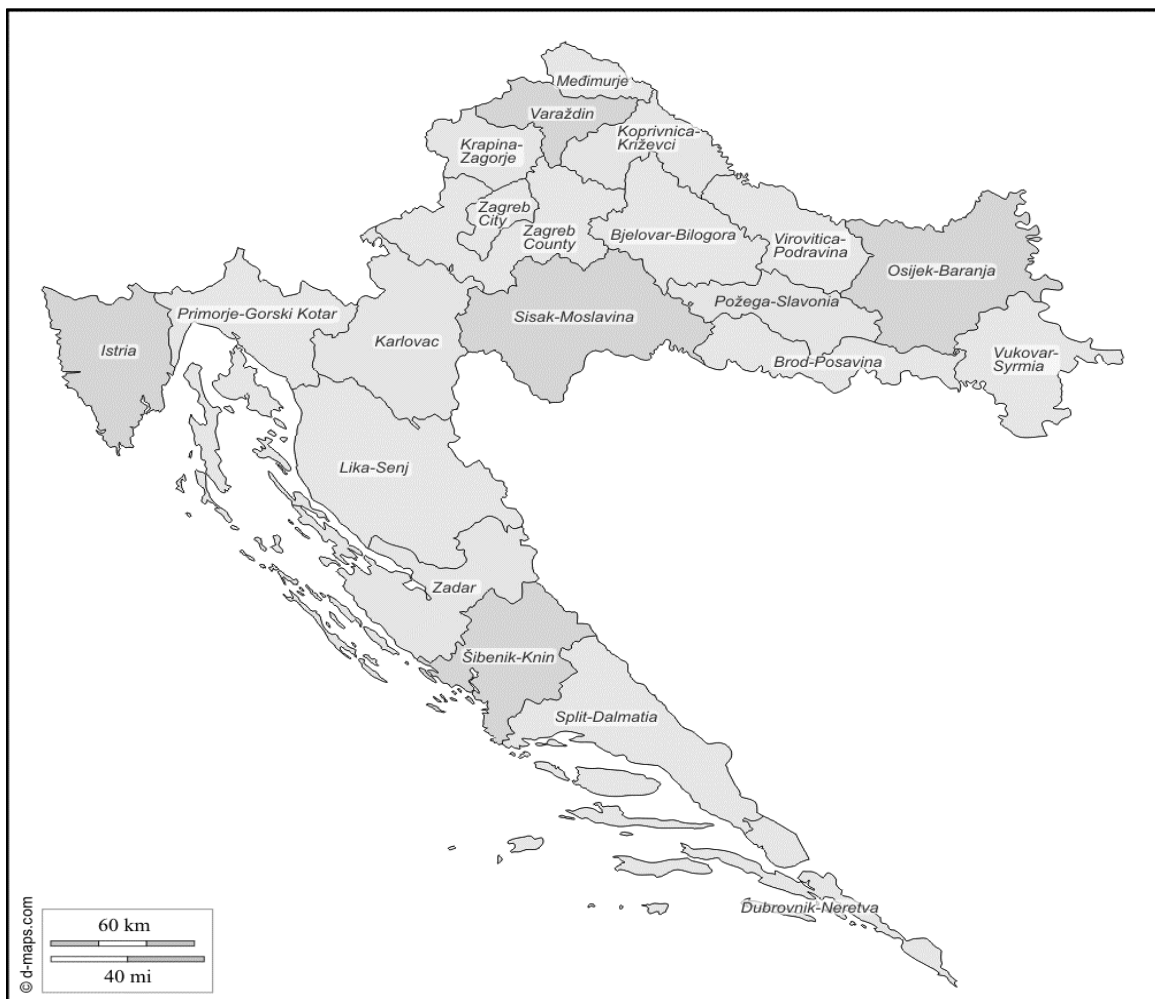 Međimurje
Varaždin
Koprivnica-
Križevci
Krapina-
Zagorje
Zagreb
City
Zagreb
County
Bjelovar-Bilogora
Virovitica-
Podravina
Osijek-Baranja
Požega-Slavonia
Primorje-Gorski Kotar
Sisak-Moslavina
Istria
Karlovac
Brod-Posavina
Vukovar-
Syrmia
Lika-Senj
Zadar
Šibenik-Knin
Split-Dalmatia
Dubrovnik-Neretva
60 km
40 mi
© d-maps.com